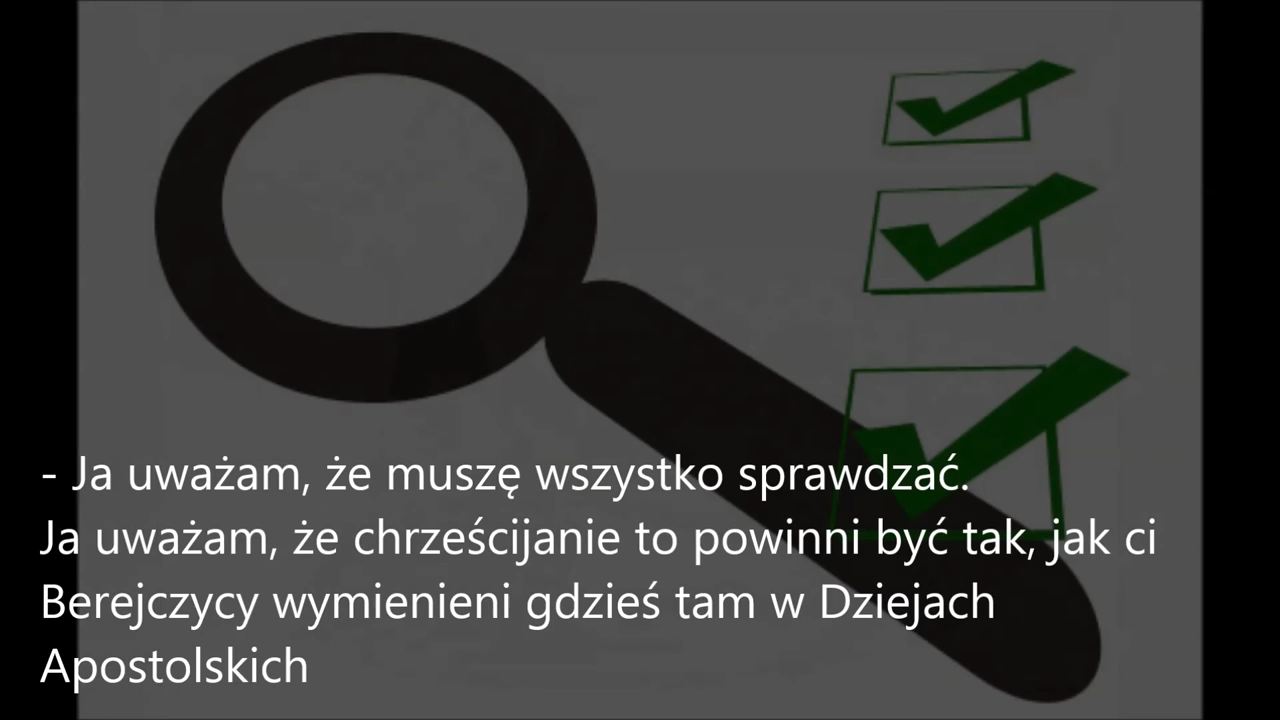 - Ja uważam, że muszę wszystko sprawdzać.
Ja uważam, że chrześcijanie to powinni być tak, jak ci
Berejczycy wymienieni gdzieś tam w Dziejach
Apostolskich